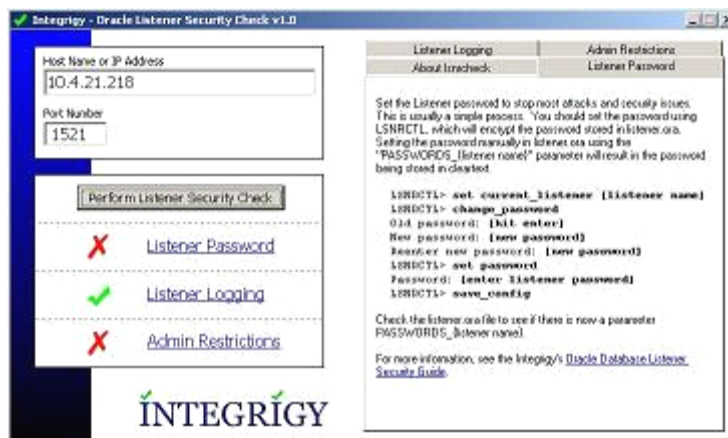 Integrigy - Oracle Listener Security Check v1.0
Host Name or IP Address
10.4.21.218
Port Number
1521
Perform Listener Security Check
Listener Password
Listener Logging
Admin Restrictions
INTEGRIGY
Listener Logging
Admin Restrictions
About lsnrcheck
Listener Password
Set the Listener password to stop most attacks and security issues.
This is usually a simple process. You should set the password using
LSNRCTL, which will encrypt the password stored in listener.ora.
Setting the password manually in listener.ora using the
"PASSWORDS_{listener name}" parameter will result in the password
being stored in cleartext.
LSNRCTL> set current_listener {listener name}
LSNRCTL> change_password
Old password: {hit enter}
New password: {new password}
Reenter new password: {new password}
LSNRCTL> set password
Password: {enter listener password}
LSNRCTL> save_config
Check the listener.ora file to see if there is now a parameter
PASSWORDS_{listener name}.
For more information, see the Integrigy's Oracle Database Listener
Security Guide.